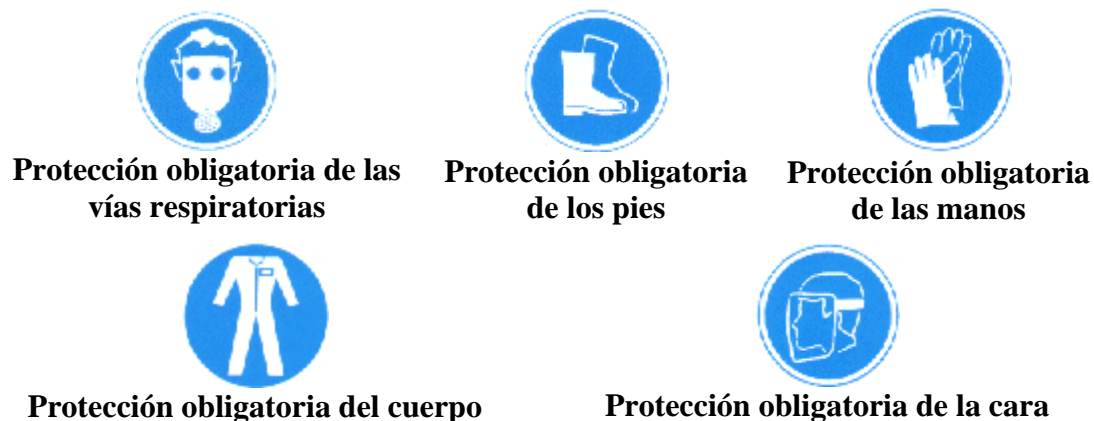 Protección obligatoria de las
vías respiratorias
Protección obligatoria
de los pies
Protección obligatoria
de las manos
Protección obligatoria del cuerpo
Protección obligatoria de la cara